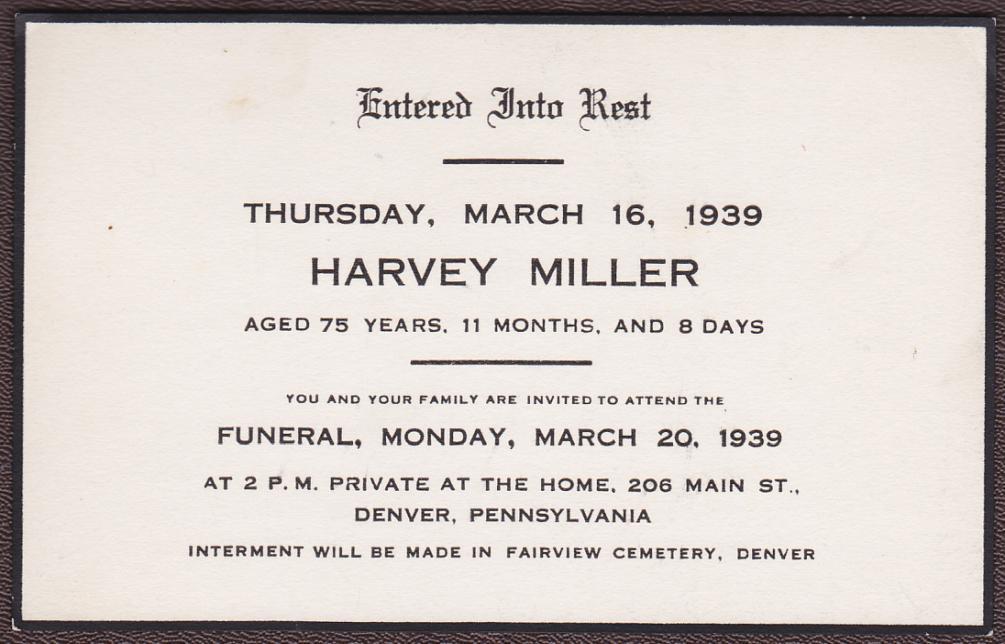 Entered Into Rest
THURSDAY, MARCH 16, 1939
HARVEY MILLER
AGED 75 YEARS, 11 MONTHS, AND 8 DAYS
YOU AND YOUR FAMILY ARE INVITED TO ATTEND THE
FUNERAL, MONDAY, MARCH 20, 1939
AT 2 P. M. PRIVATE AT THE HOME, 206 MAIN ST.,
DENVER, PENNSYLVANIA
INTERMENT WILL BE MADE IN FAIRVIEW CEMETERY, DENVER